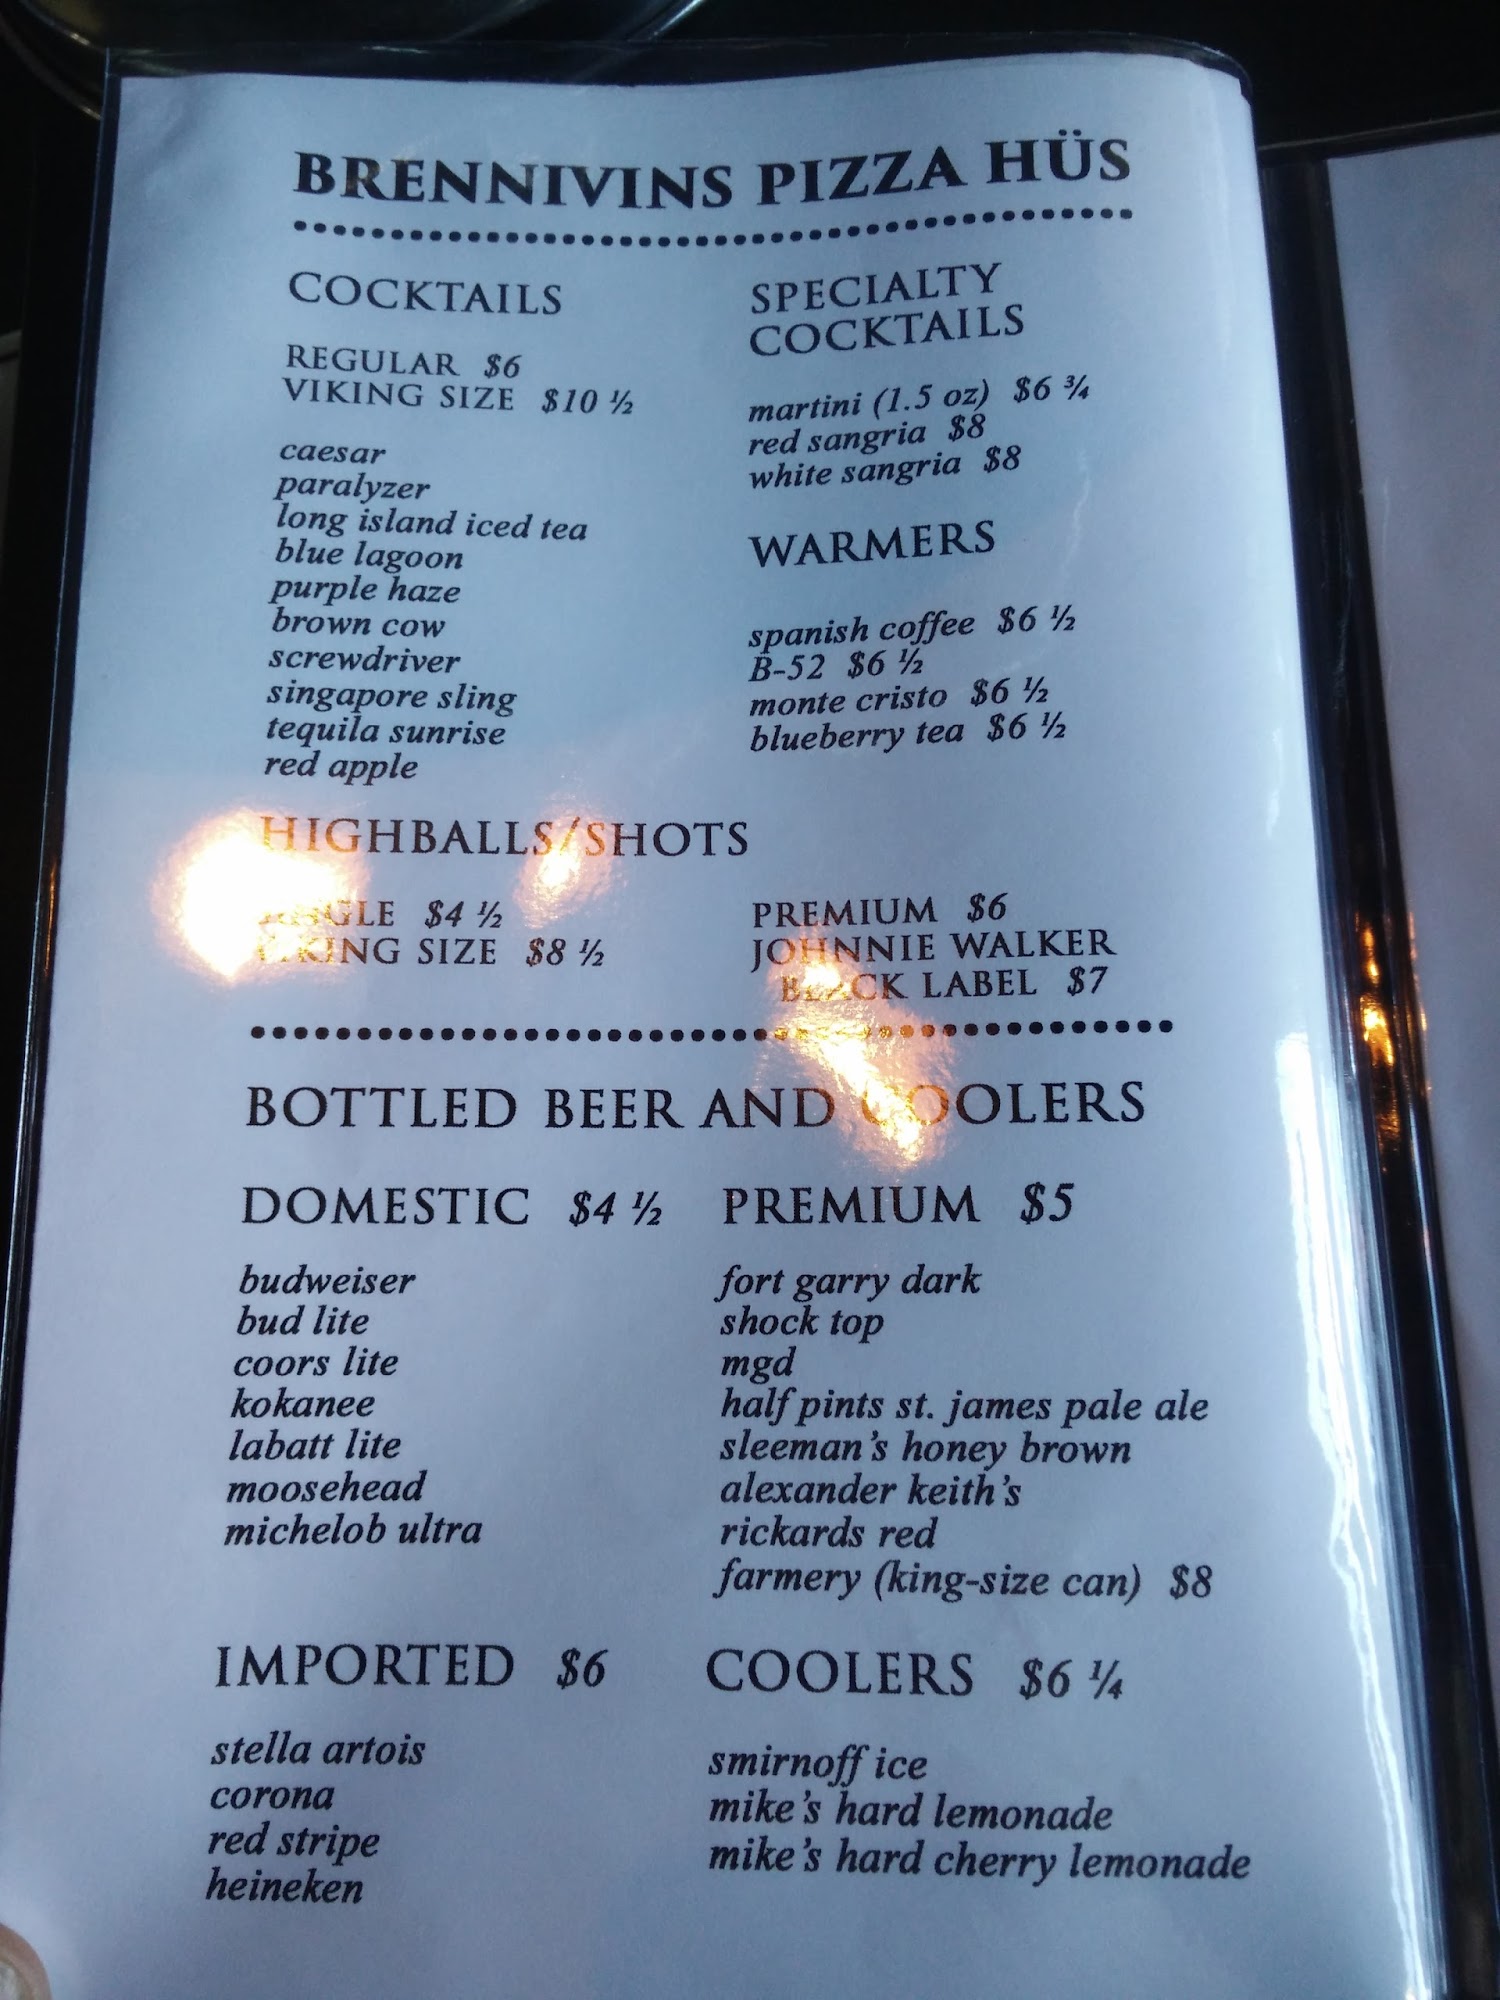 BRENNIVINS PIZZA HÜS
COCKTAILS
REGULAR $6
VIKING SIZE $10 ½
caesar
paralyzer
long island iced tea
blue lagoon
purple haze
brown cow
screwdriver
singapore sling
tequila sunrise
red apple
SPECIALTY
COCKTAILS
martini (1.5 oz) $6 ¾
red sangria $8
white sangria $8
WARMERS
spanish coffee $6 ½
B-52 $6 ½
monte cristo $6 ½
blueberry tea $6 ½
HIGHBALLS/SHOTS
$4 ½
VIKING SIZE $8 ½
PREMIUM $6
JOHNNIE WALKER
BLACK LABEL $7
BOTTLED BEER AND COOLERS
DOMESTIC $4 ½
budweiser
bud lite
coors lite
kokanee
labatt lite
moosehead
michelob ultra
PREMIUM $5
fort garry dark
shock top
mgd
half pints st. james pale ale
sleeman's honey brown
alexander keith's
rickards red
farmery (king-size can) $8
IMPORTED $6
stella artois
corona
red stripe
heineken
COOLERS $6 ¼
smirnoff ice
mike's hard lemonade
mike's hard cherry lemonade